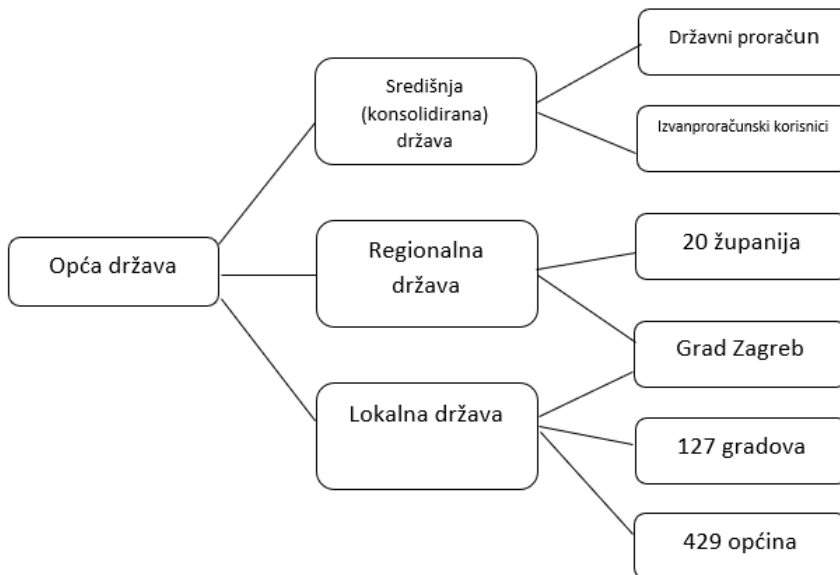 Opća država
Središnja
(konsolidirana)
država
Državni proračun
Izvanproračunski korisnici
Regionalna
država
20 županija
Grad Zagreb
Lokalna država
127 gradova
429 općina